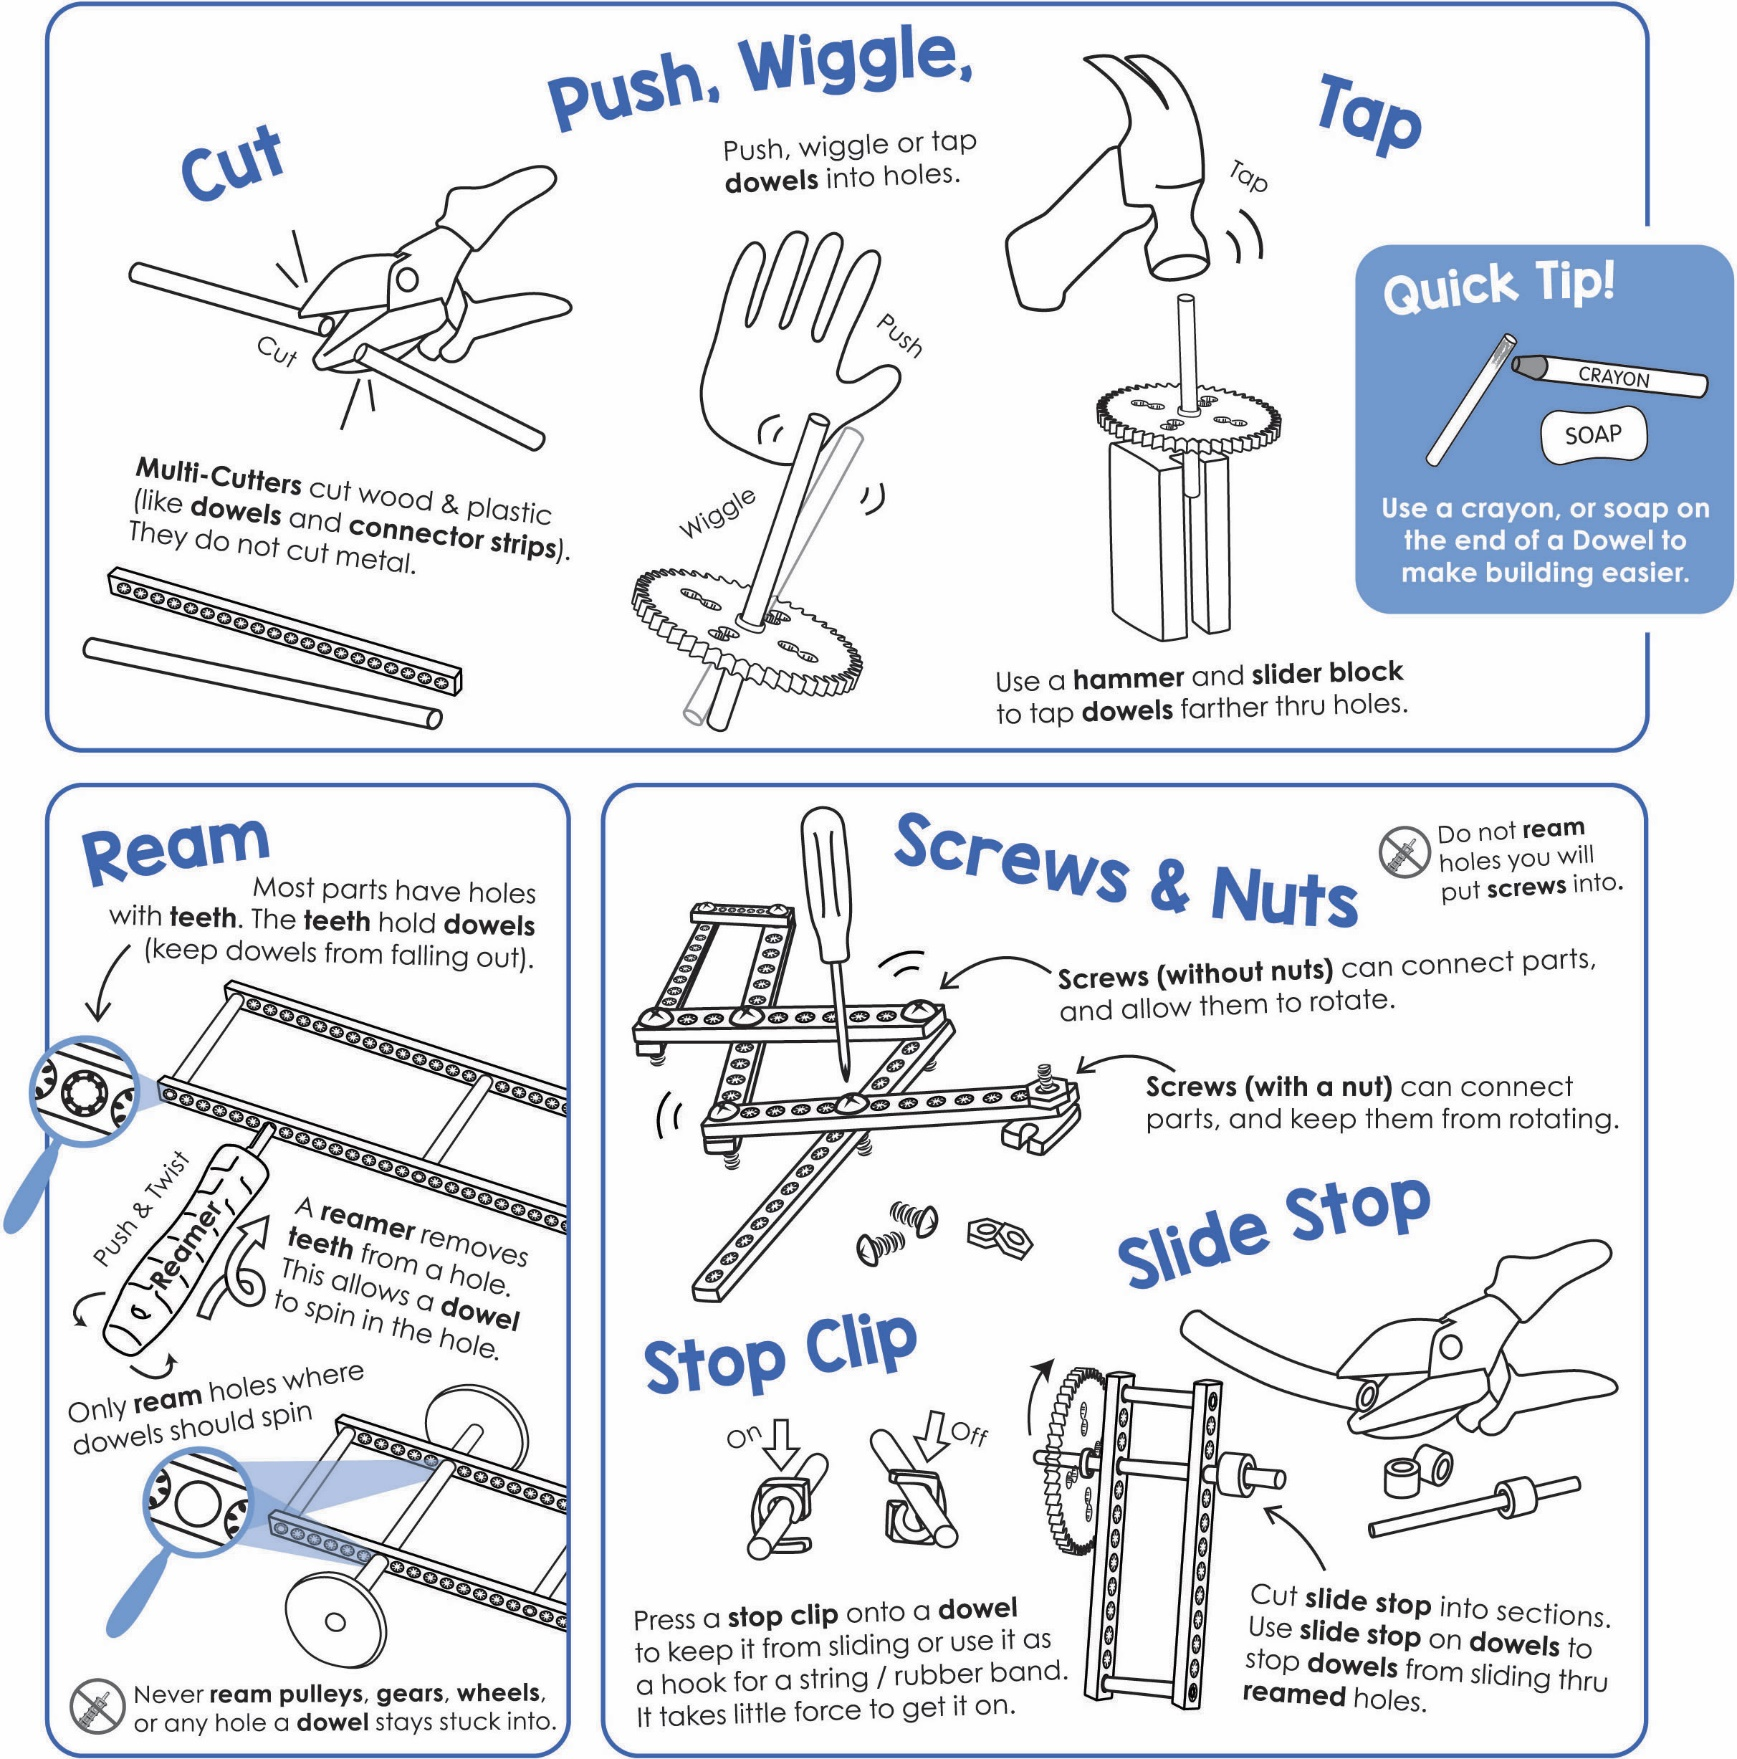 Cut
Push, Wiggle,
Tap
Push, wiggle or tap
dowels into holes.
Tap
Cut
Push
Wiggle
Multi-Cutters cut wood & plastic
(like dowels and connector strips).
They do not cut metal.
Use a hammer and slider block
to tap dowels farther thru holes.
Quick Tip!
CRAYON
SOAP
Use a crayon, or soap on
the end of a Dowel to
make building easier.
Ream
Most parts have holes
with teeth. The teeth hold dowels
(keep dowels from falling out).
Push & Twist
Reamer
A reamer removes
teeth from a hole.
This allows a dowel
to spin in the hole.
Only ream holes where
dowels should spin
Never ream pulleys, gears, wheels,
or any hole a dowel stays stuck into.
Screws & Nuts
Do not ream
holes you will
put screws into.
Screws (without nuts) can connect parts,
and allow them to rotate.
Screws (with a nut) can connect
parts, and keep them from rotating.
Stop Clip
On
Off
Press a stop clip onto a dowel
to keep it from sliding or use it as
a hook for a string / rubber band.
It takes little force to get it on.
Slide Stop
Cut slide stop into sections.
Use slide stop on dowels to
stop dowels from sliding thru
reamed holes.